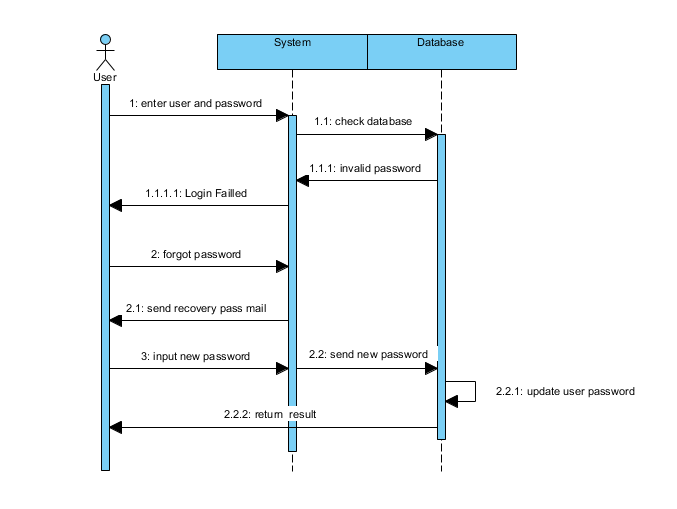 System
Database
User
1: enter user and password
1.1: check database
1.1.1: invalid password
1.1.1.1: Login Failled
2: forgot password
2.1: send recovery pass mail
3: input new password
2.2: send new password
2.2.1: update user password
2.2.2: return result